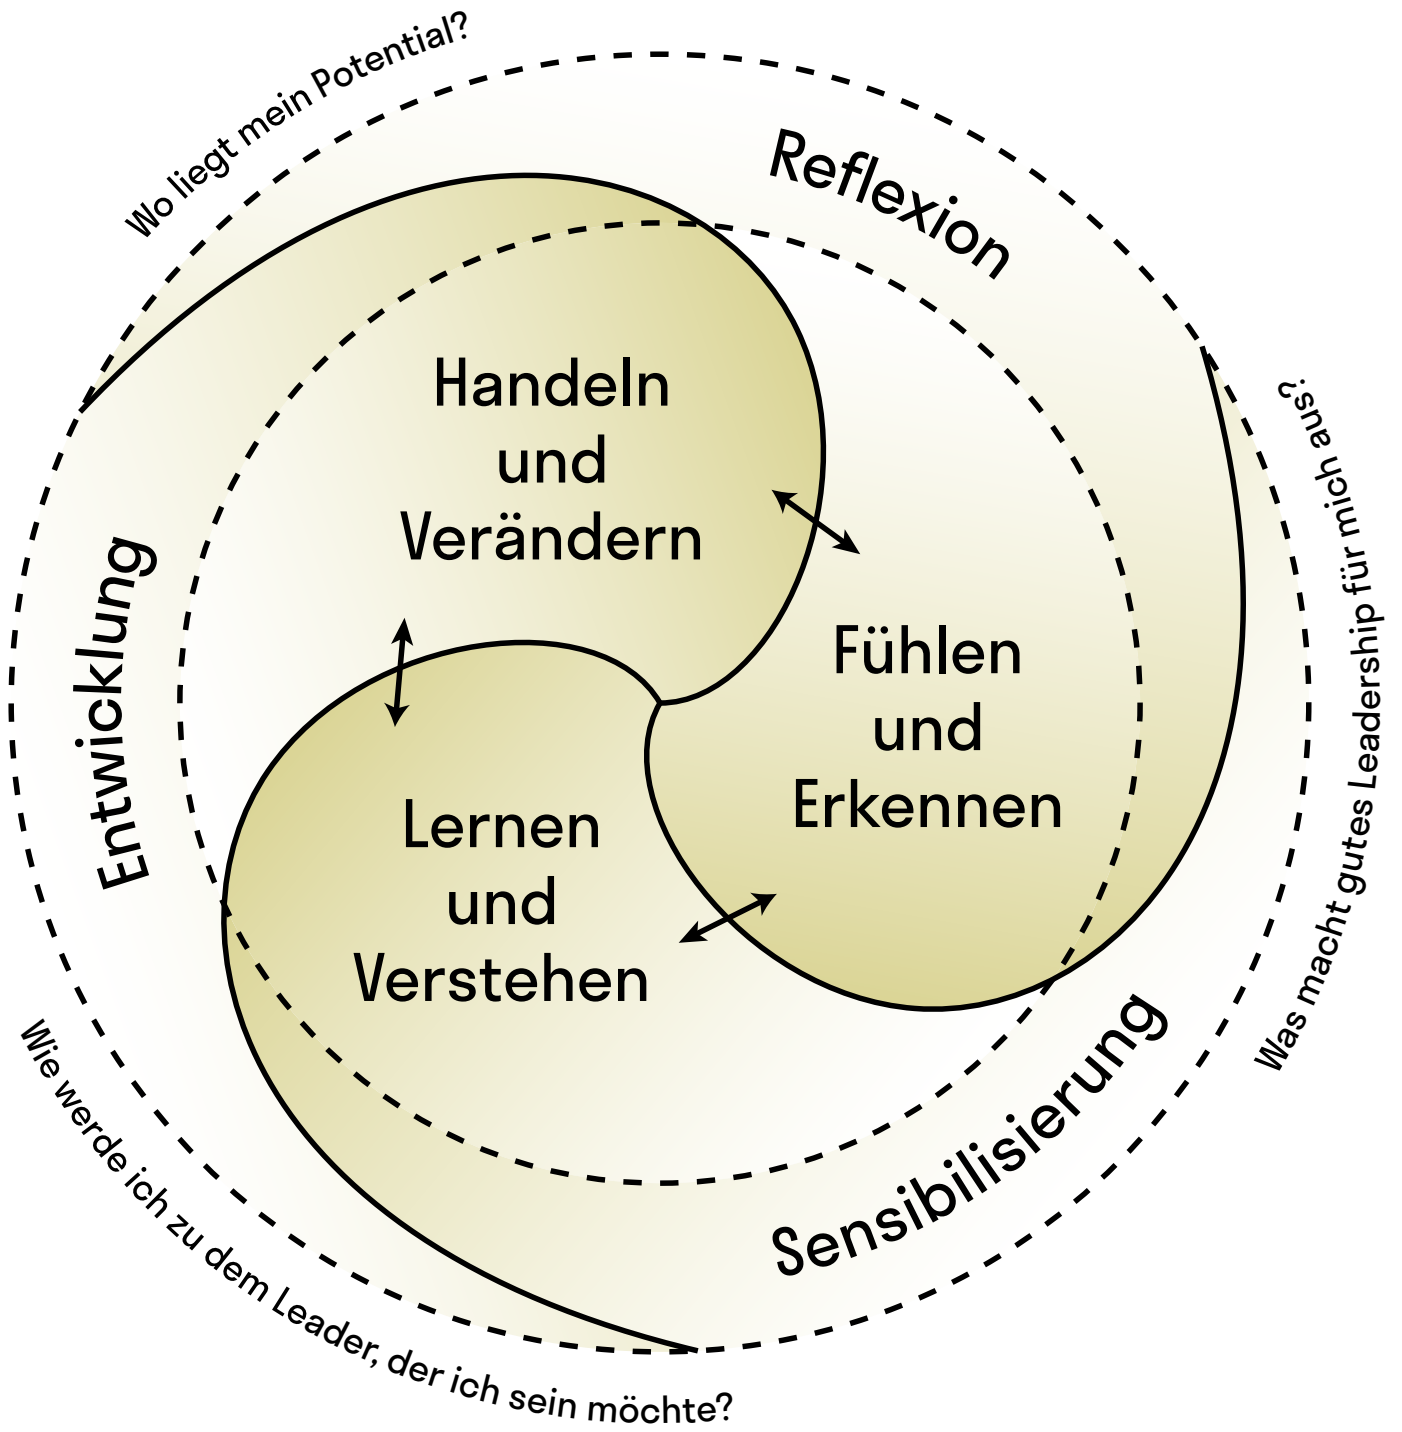 Wo liegt mein Potential?
Reflexion
Handeln
und
Verändern
Was macht gutes Leadership für mich aus?
Fühlen
und
Erkennen
Entwicklung
Lernen
und
Verstehen
Sensibilisierung
Wie werde ich zu dem Leader, der ich sein möchte?